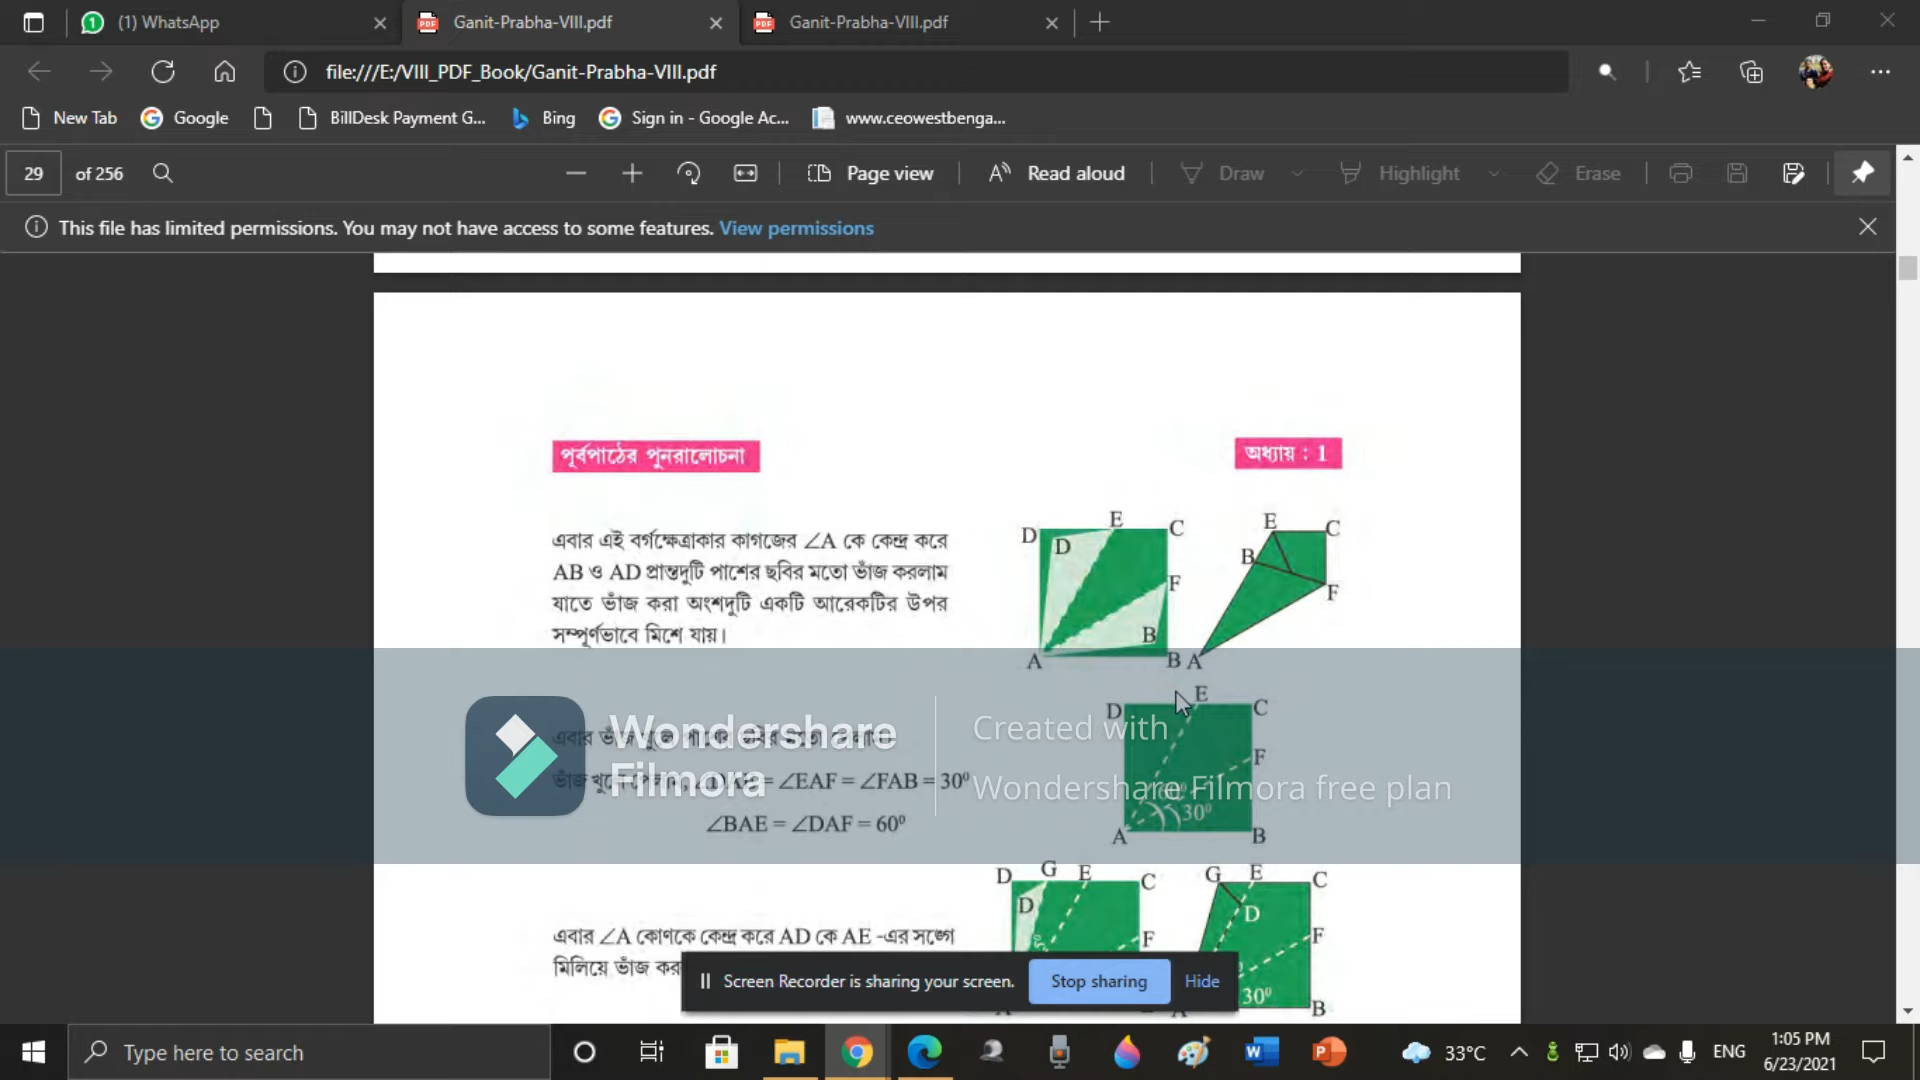 (1) WhatsApp
Ganit-Prabha-VIII.pdf
Ganit-Prabha-VIII.pdf
file:///E:/VIII_PDF_Book/Ganit-Prabha-VIII.pdf
New Tab
Google
BillDesk Payment G...
Bing
Sign in - Google Ac...
www.ceowestbenga...
29 of 256
Page view
Read aloud
Draw
Highlight
Erase
This file has limited permissions. You may not have access to some features. View permissions
পূর্বপাঠের পুনরালোচনা
অধ্যায় : 1
এবার এই বর্গক্ষেত্রাকার কাগজের ∠A কে কেন্দ্র করে
AB ও AD প্রান্তদুটি পাশের ছবির মতো ভাঁজ করলাম
যাতে ভাঁজ করা অংশদুটি একটি আরেকটির উপর
সম্পূর্ণভাবে মিশে যায়।
D E C
D
F
B
A B
E C
B
F
A
এবার ভাঁজ
ভাঁজ = ∠EAF = ∠FAB = 30⁰
∠BAE = ∠DAF = 60⁰
D E C
F
30⁰
A B
Wondershare
Filmora
Created with
Wondershare Filmora free plan
এবার ∠A কোণকে কেন্দ্র করে AD কে AE -এর সঙ্গে
মিলিয়ে ভাঁজ কর
D G E C
D
F
G E C
D
F
30⁰
B
Screen Recorder is sharing your screen.
Stop sharing
Hide
Type here to search
33°C
ENG
1:05 PM
6/23/2021